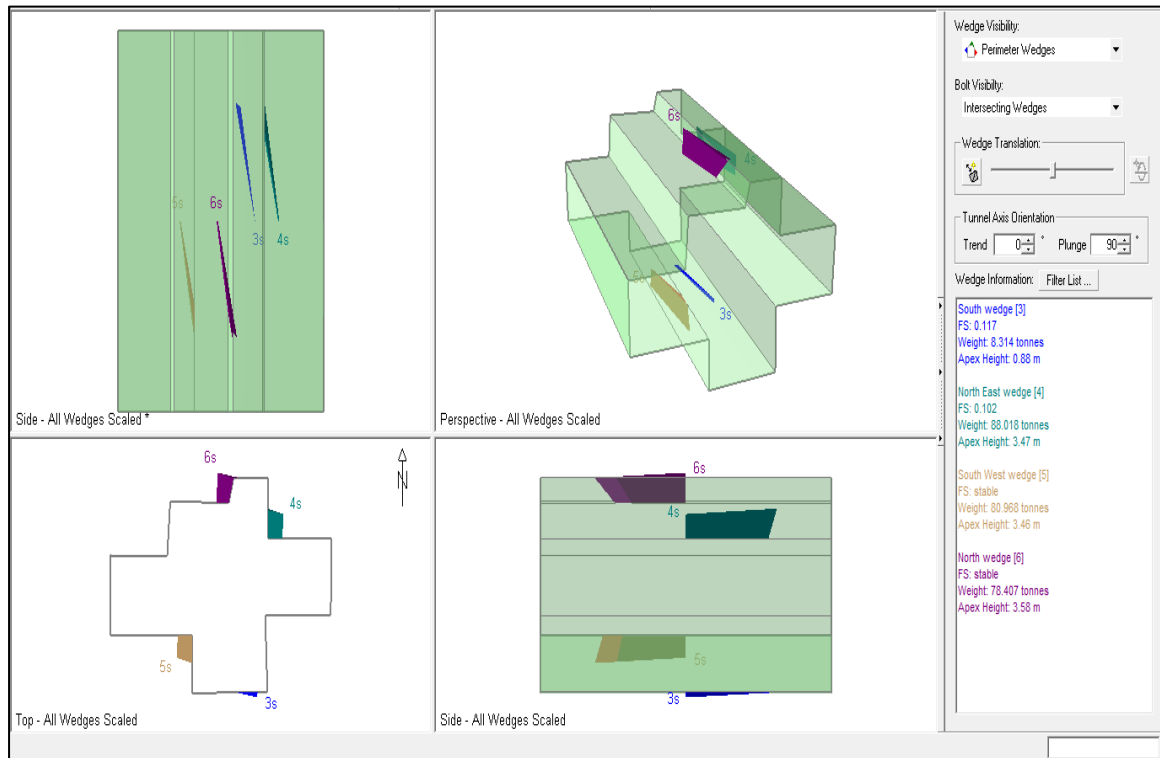 5s
6s
3s
4s
Side - All Wedges Scaled *
6s
4s
5s
3s
Perspective - All Wedges Scaled
6s
N
4s
5s
3s
Top - All Wedges Scaled
6s
4s
5s
3s
Side - All Wedges Scaled
Wedge Visibility:
Perimeter Wedges
Bolt Visibilty:
Intersecting Wedges
Wedge Translation:
Tunnel Axis Orientation
Trend 0 ° Plunge 90 °
Wedge Information: Filter List ...
South wedge [3]
FS: 0.117
Weight: 8.314 tonnes
Apex Height: 0.88 m
North East wedge [4]
FS: 0.102
Weight: 88.018 tonnes
Apex Height: 3.47 m
South West wedge [5]
FS: stable
Weight: 80.968 tonnes
Apex Height: 3.46 m
North wedge [6]
FS: stable
Weight: 78.407 tonnes
Apex Height: 3.58 m